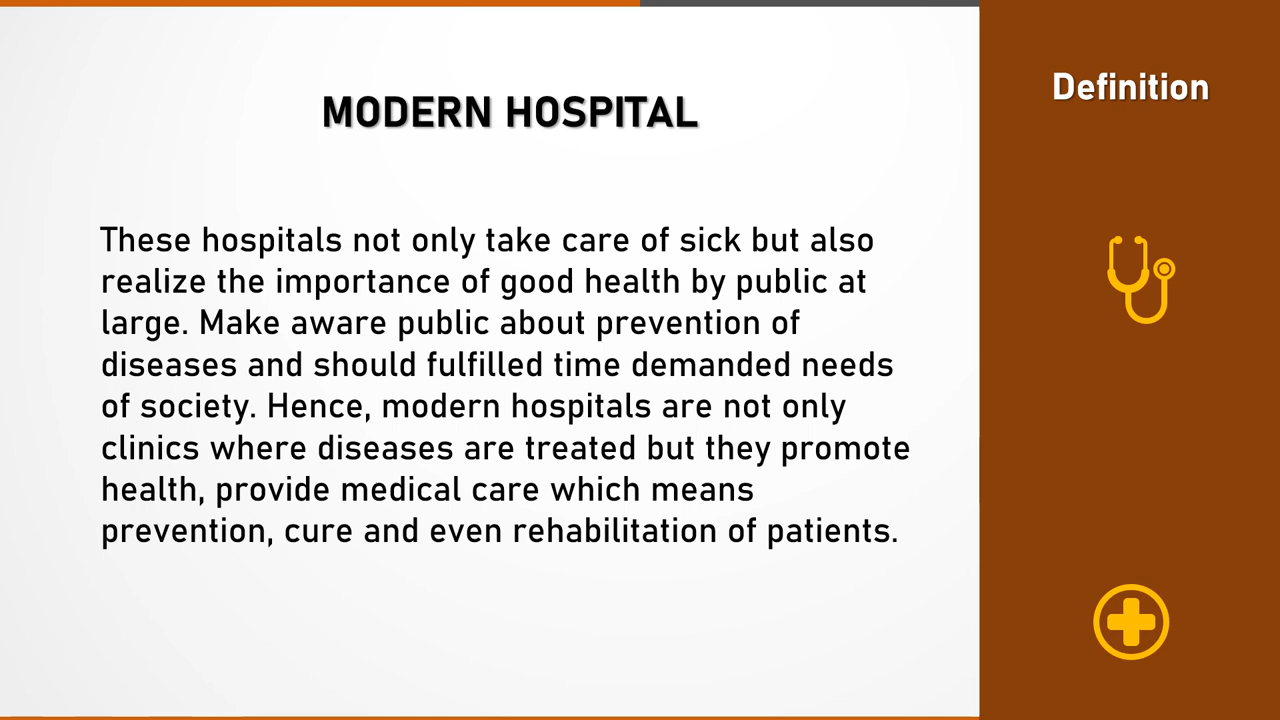 MODERN HOSPITAL
Definition
These hospitals not only take care of sick but also
realize the importance of good health by public at
large. Make aware public about prevention of
diseases and should fulfilled time demanded needs
of society. Hence, modern hospitals are not only
clinics where diseases are treated but they promote
health, provide medical care which means
prevention, cure and even rehabilitation of patients.